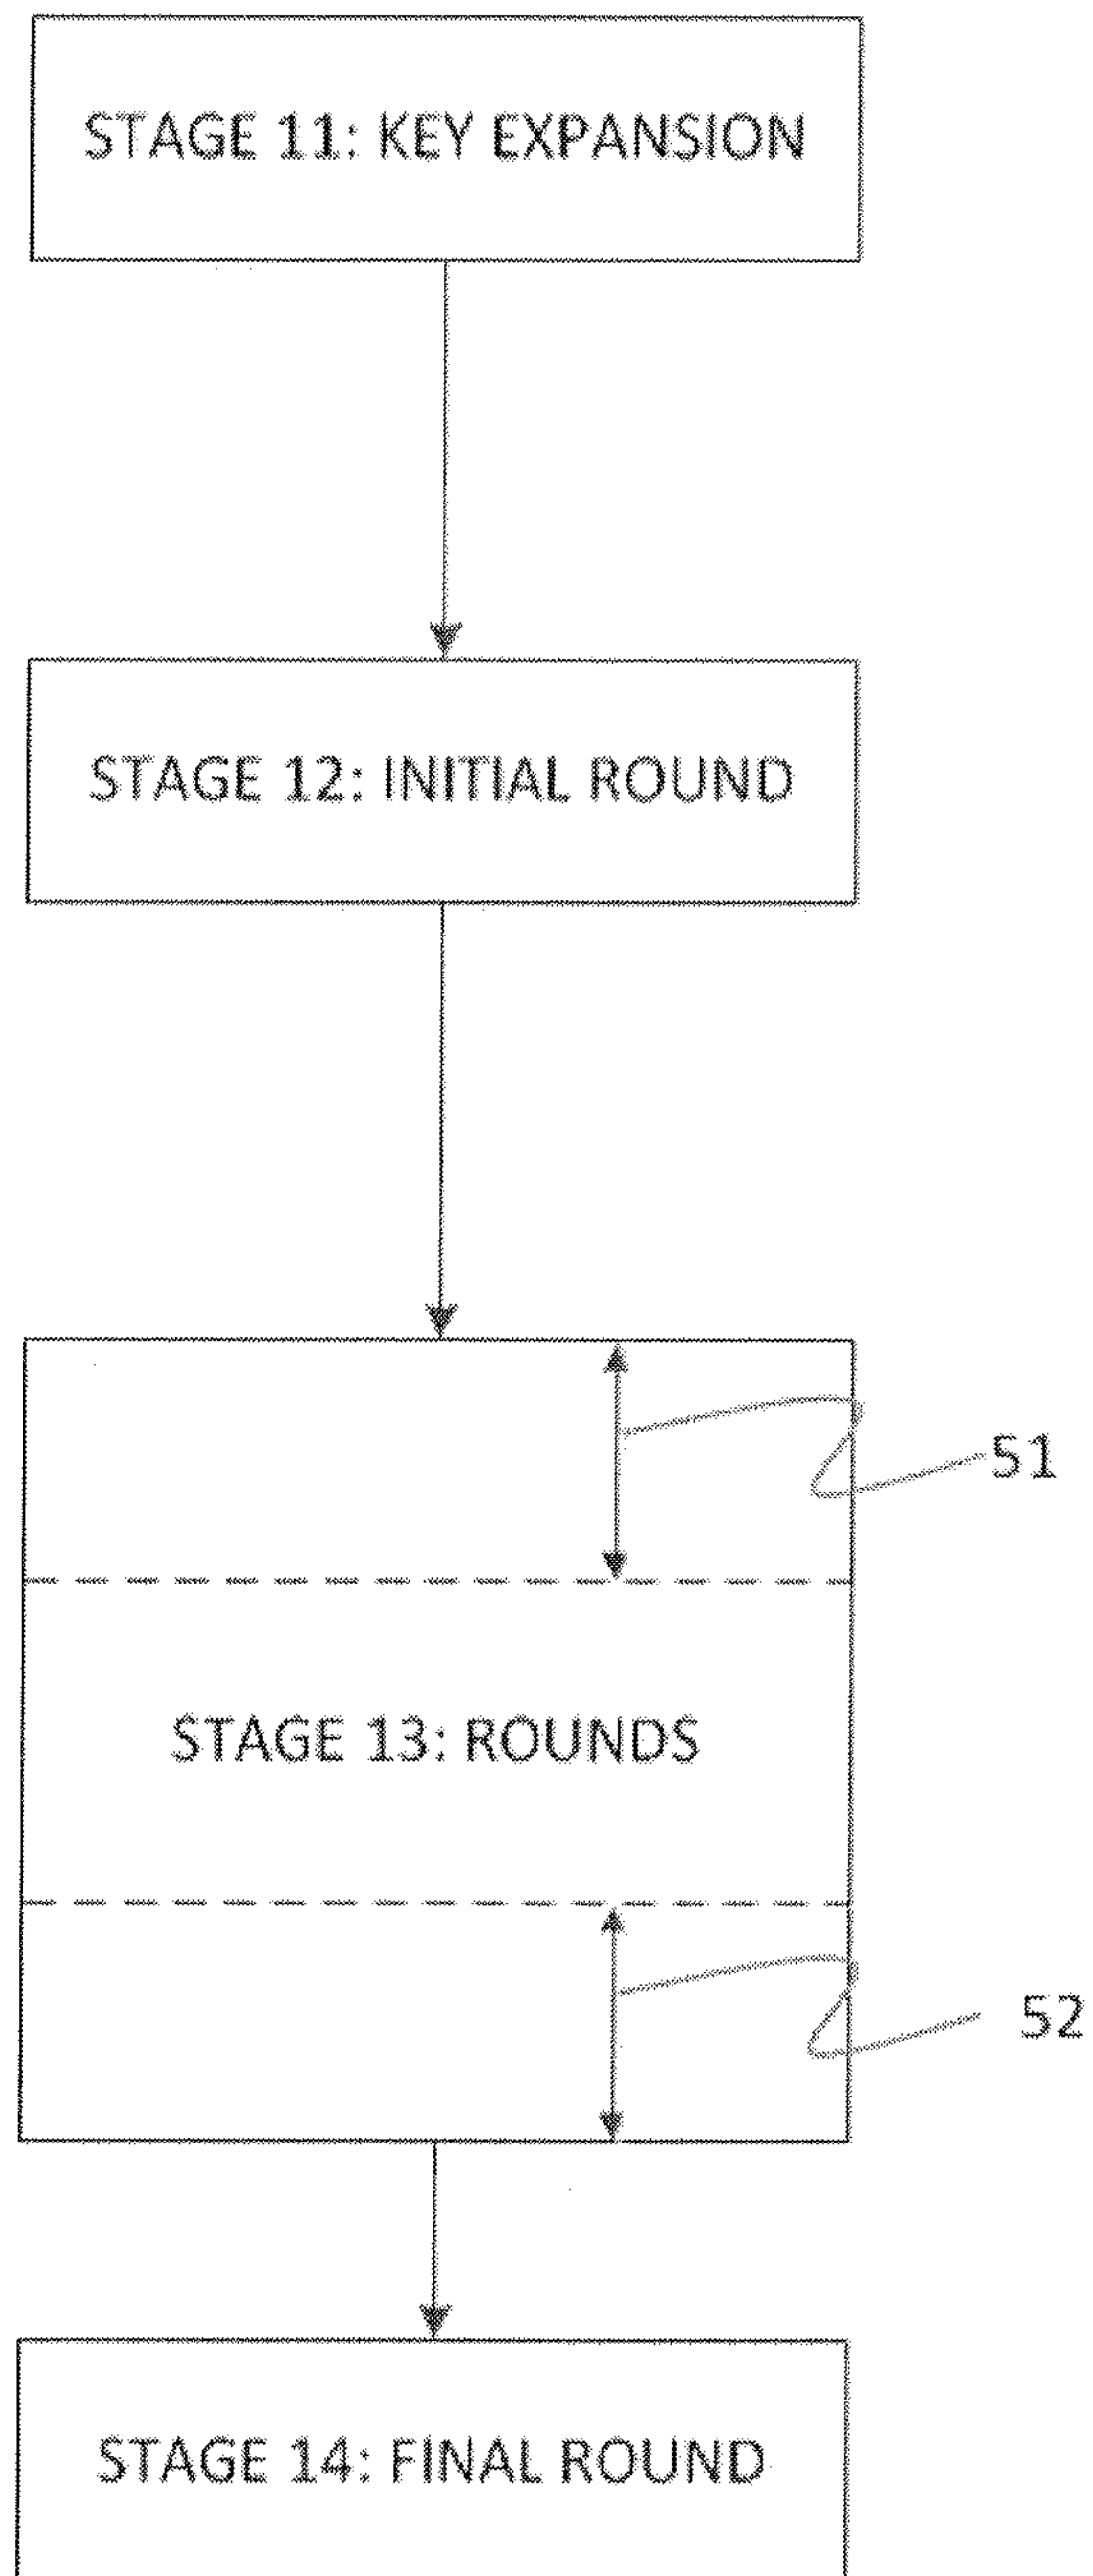 STAGE 11: KEY EXPANSION
STAGE 12: INITIAL ROUND
51
STAGE 13: ROUNDS
52
STAGE 14: FINAL ROUND